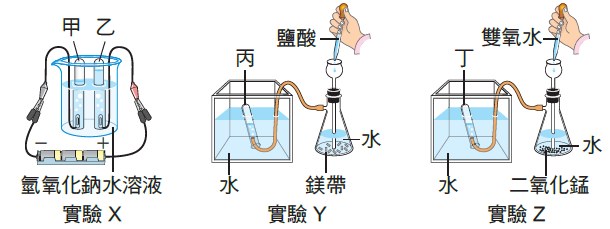 甲 乙
− +
氫氧化鈉水溶液
實驗 X
鹽酸
丙
水
水
鎂帶
實驗 Y
雙氧水
丁
水
水
二氧化錳
實驗 Z